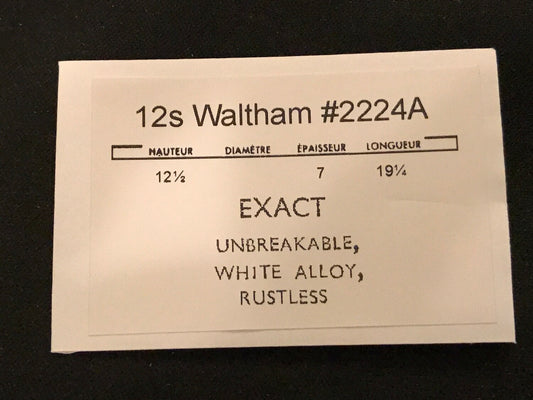 12s Waltham #2224A
HAUTEUR DIAMÈTRE ÉPAISSEUR LONGUEUR
12½ 7 19¼
EXACT
UNBREAKABLE,
WHITE ALLOY,
RUSTLESS